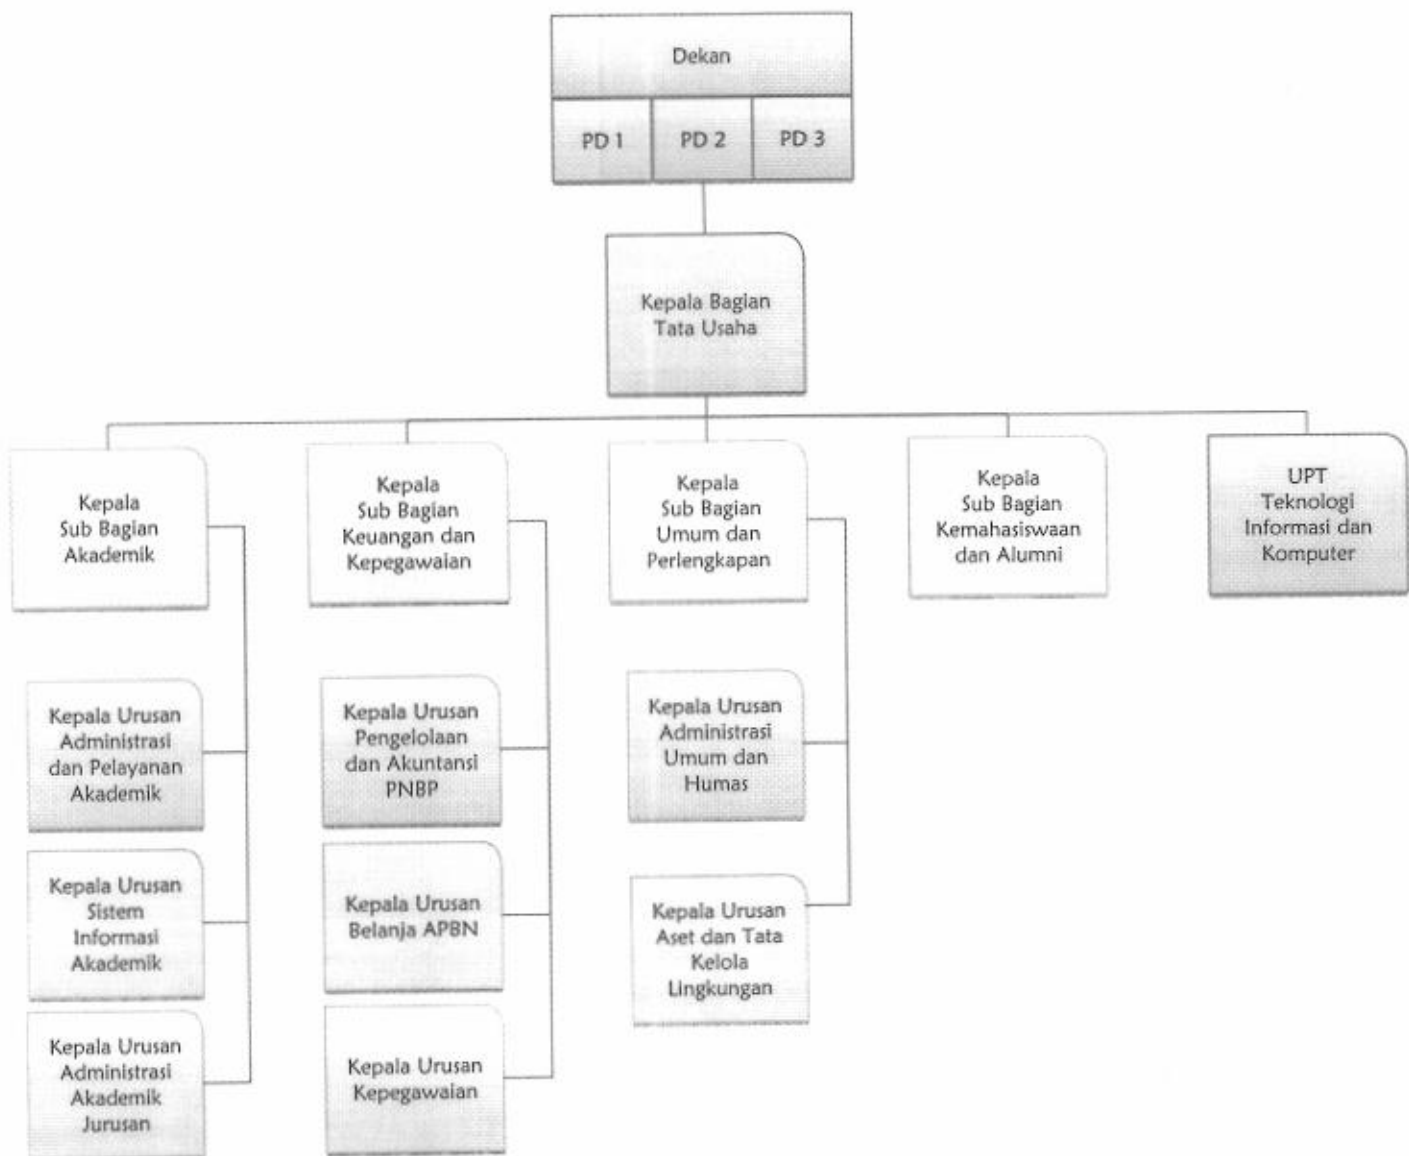 Dekan
PD 1
PD 2
PD 3
Kepala Bagian
Tata Usaha
Kepala
Sub Bagian
Akademik
Kepala
Sub Bagian
Keuangan dan
Kepegawaian
Kepala
Sub Bagian
Umum dan
Perlengkapan
Kepala
Sub Bagian
Kemahasiswaan
dan Alumni
UPT
Teknologi
Informasi dan
Komputer
Kepala Urusan
Administrasi
dan Pelayanan
Akademik
Kepala Urusan
Sistem
Informasi
Akademik
Kepala Urusan
Administrasi
Akademik
Jurusan
Kepala Urusan
Pengelolaan
dan Akuntansi
PNBP
Kepala Urusan
Belanja APBN
Kepala Urusan
Kepegawaian
Kepala Urusan
Administrasi
Umum dan
Humas
Kepala Urusan
Aset dan Tata
Kelola
Lingkungan